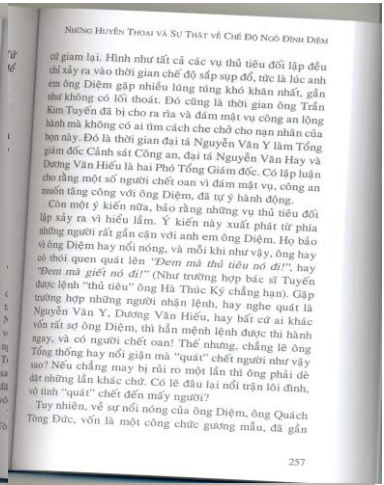 NHỮNG HUYỀN THOẠI VÀ SỰ THẬT VỀ CHẾ ĐỘ NGÔ ĐÌNH DIỆM
cứ giam lại. Hình như tất cả các vụ thủ tiêu đối lập đều
chỉ xảy ra vào thời gian chế độ sắp sụp đổ, tức là lúc anh
em ông Diệm gặp nhiều lúng túng khó khăn nhất, gần
như không có lối thoát. Đó cũng là thời gian ông Trần
Kim Tuyến đã bị cho ra rìa và đám mật vụ công an lộng
hành mà không có ai tìm cách che chở cho nạn nhân của
bọn này. Đó là thời gian đại tá Nguyễn Văn Y làm Tổng
giám đốc Cảnh sát Công an, đại tá Nguyễn Văn Hay và
Dương Văn Hiếu là hai Phó Tổng Giám đốc. Có lập luận
cho rằng một số người chết oan vì đám mật vụ, công an
muốn tâng công với ông Diệm, đã tự ý hành động.
Còn một ý kiến nữa, bảo rằng những vụ thủ tiêu đối
lập xảy ra vì hiểu lầm. Ý kiến này xuất phát từ phía
những người rất gần cận với anh em ông Diệm. Họ bảo
vì ông Diệm hay nổi nóng, và mỗi khi như vậy, ông hay
có thói quen quát lên "Đem mà thủ tiêu nó đi!", hay
"Đem mà giết nó đi!" (Như trường hợp bác sĩ Tuyến
được lệnh "thủ tiêu" ông Hà Thúc Ký chẳng hạn). Gặp
trường hợp những người nhận lệnh, hay nghe quát là
Nguyễn Văn Y, Dương Văn Hiếu, hay bất cứ ai khác
vốn rất sợ ông Diệm, thì hẳn mệnh lệnh được thi hành
ngay, và có người chết oan! Thế nhưng, chẳng lẽ ông
Tổng thống hay nổi giận mà "quát" chết người như vậy
sao? Nếu chẳng may bị rủi ro một lần thì ông phải dè
dặt những lần khác chứ. Có lẽ đâu lại nổi trận lôi đình,
vô tình "quát" chết đến mấy người?
Tuy nhiên, về sự nổi nóng của ông Diệm, ông Quách
Tòng Đức, vốn là một công chức gương mẫu, đã gần
257